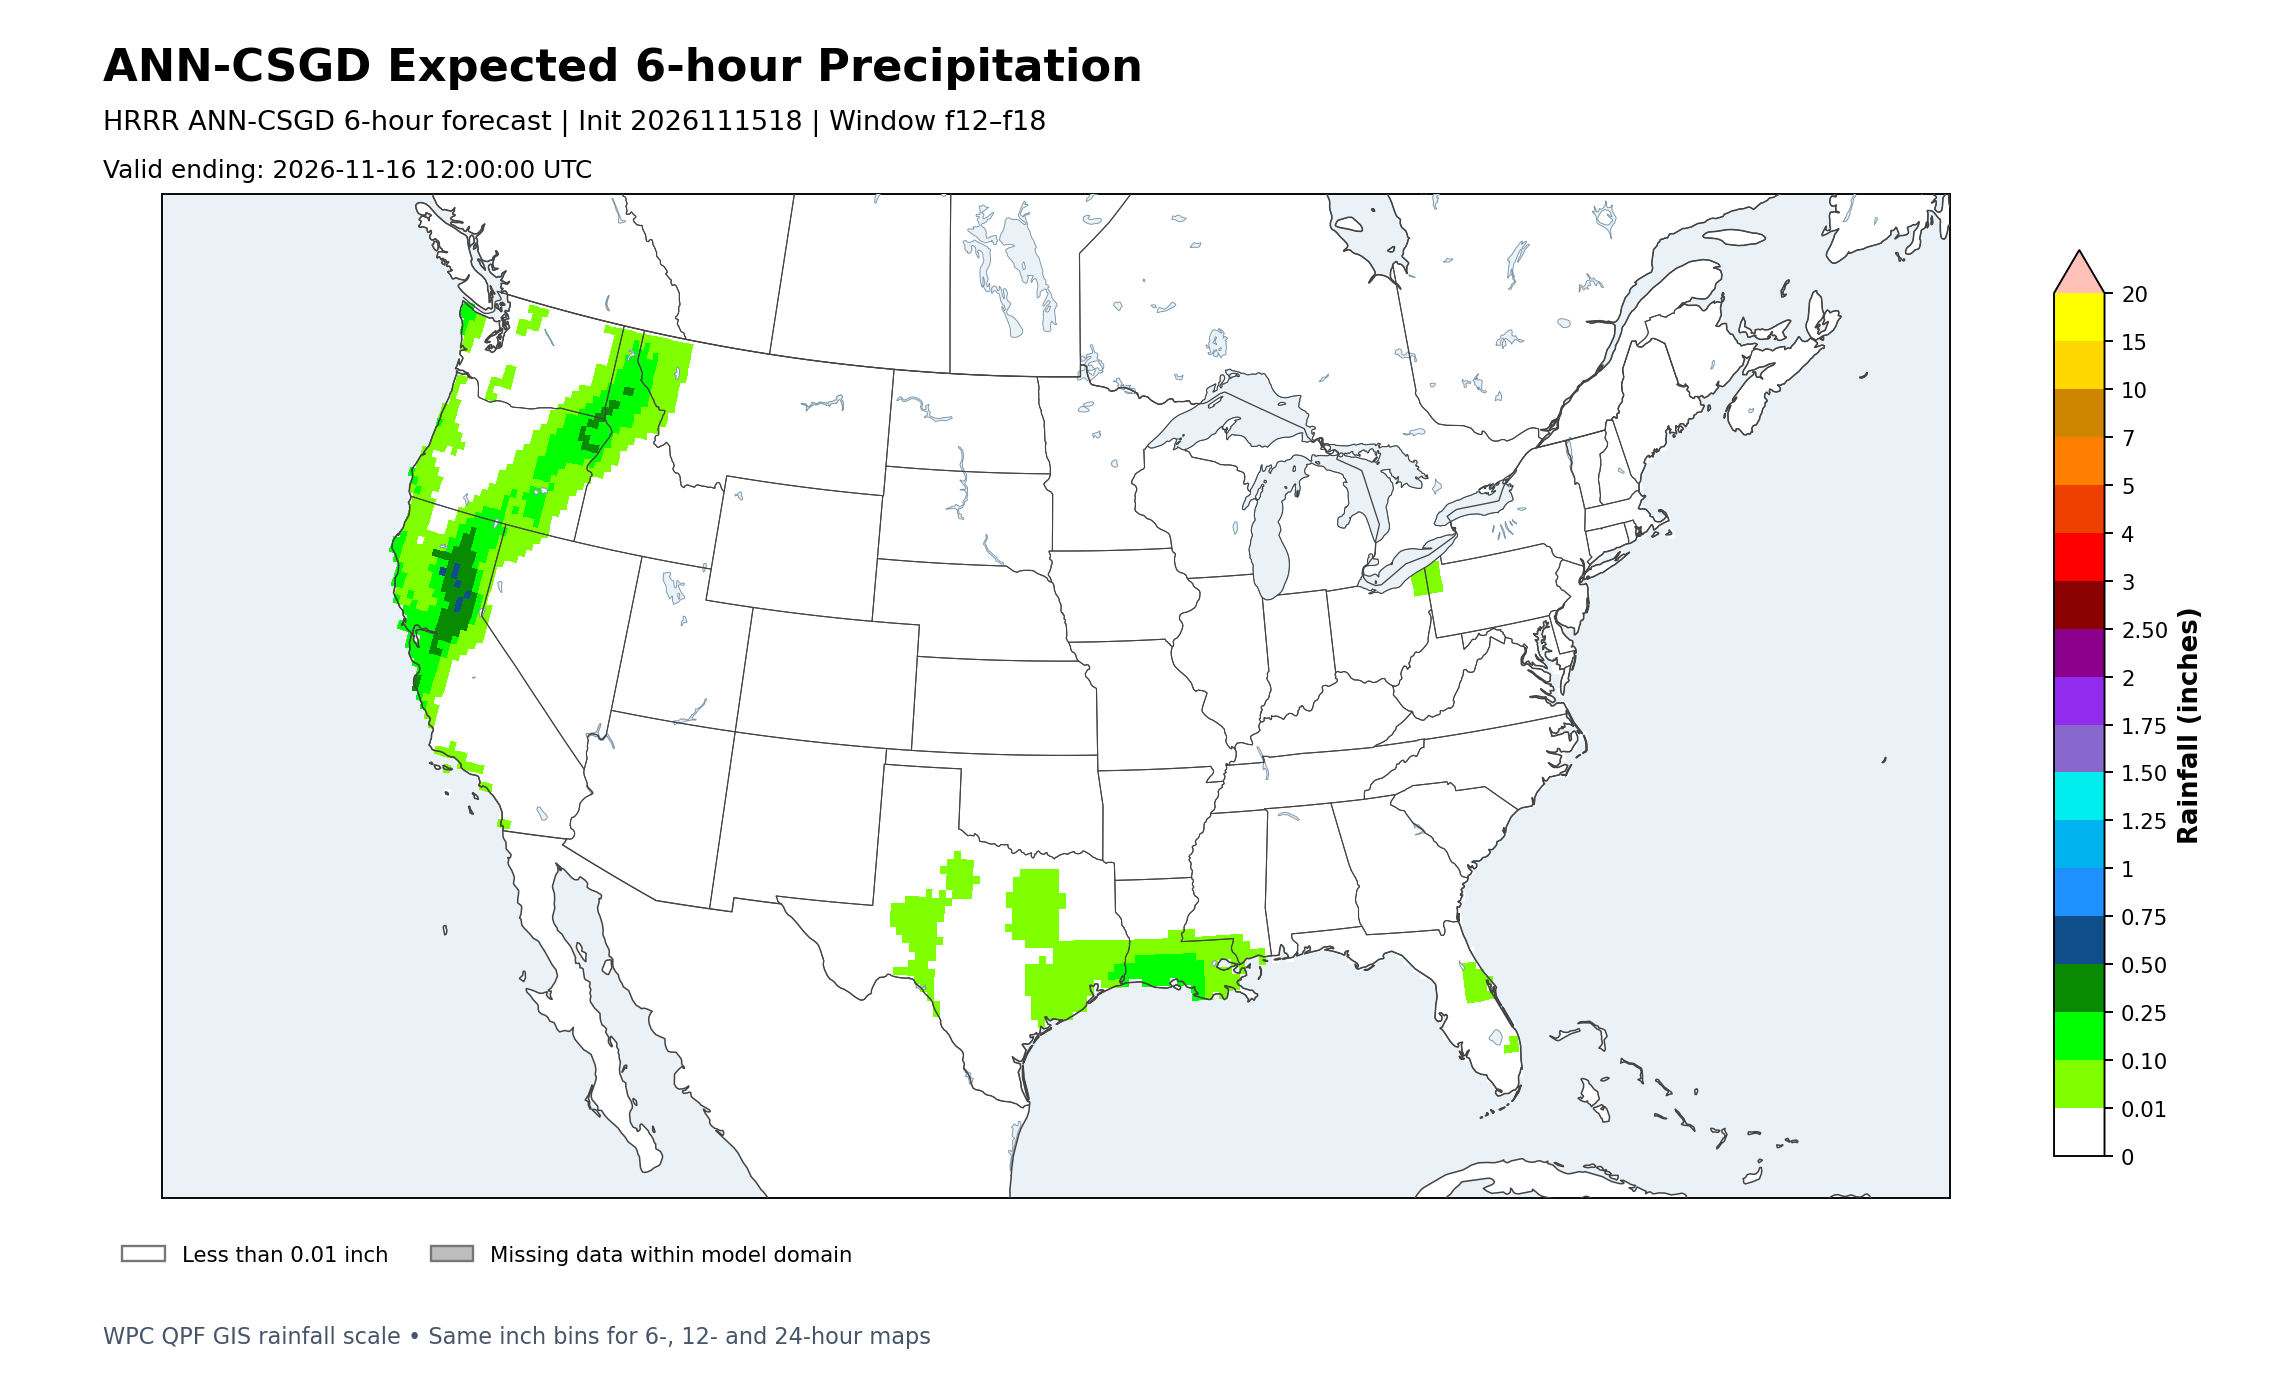 ANN-CSGD Expected 6-hour Precipitation
HRRR ANN-CSGD 6-hour forecast | Init 2026111518 | Window f12–f18
Valid ending: 2026-11-16 12:00:00 UTC
20
15
10
7
5
4
3
2.50
2
1.75
1.50
1.25
1
0.75
0.50
0.25
0.10
0.01
0
Rainfall (inches)
Less than 0.01 inch
Missing data within model domain
WPC QPF GIS rainfall scale • Same inch bins for 6-, 12- and 24-hour maps